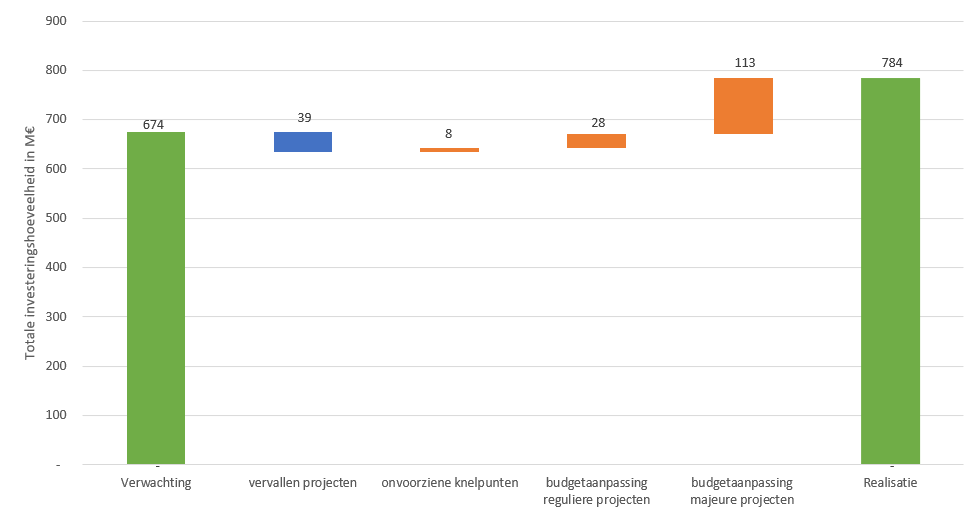 900
800
700
600
500
400
300
200
100
-
Totale investeringshoeveelheid in M€
674
39
8
28
113
784
-
-
Verwachting
vervallen projecten
onvoorziene knelpunten
budgetaanpassing
reguliere projecten
budgetaanpassing
majeure projecten
Realisatie